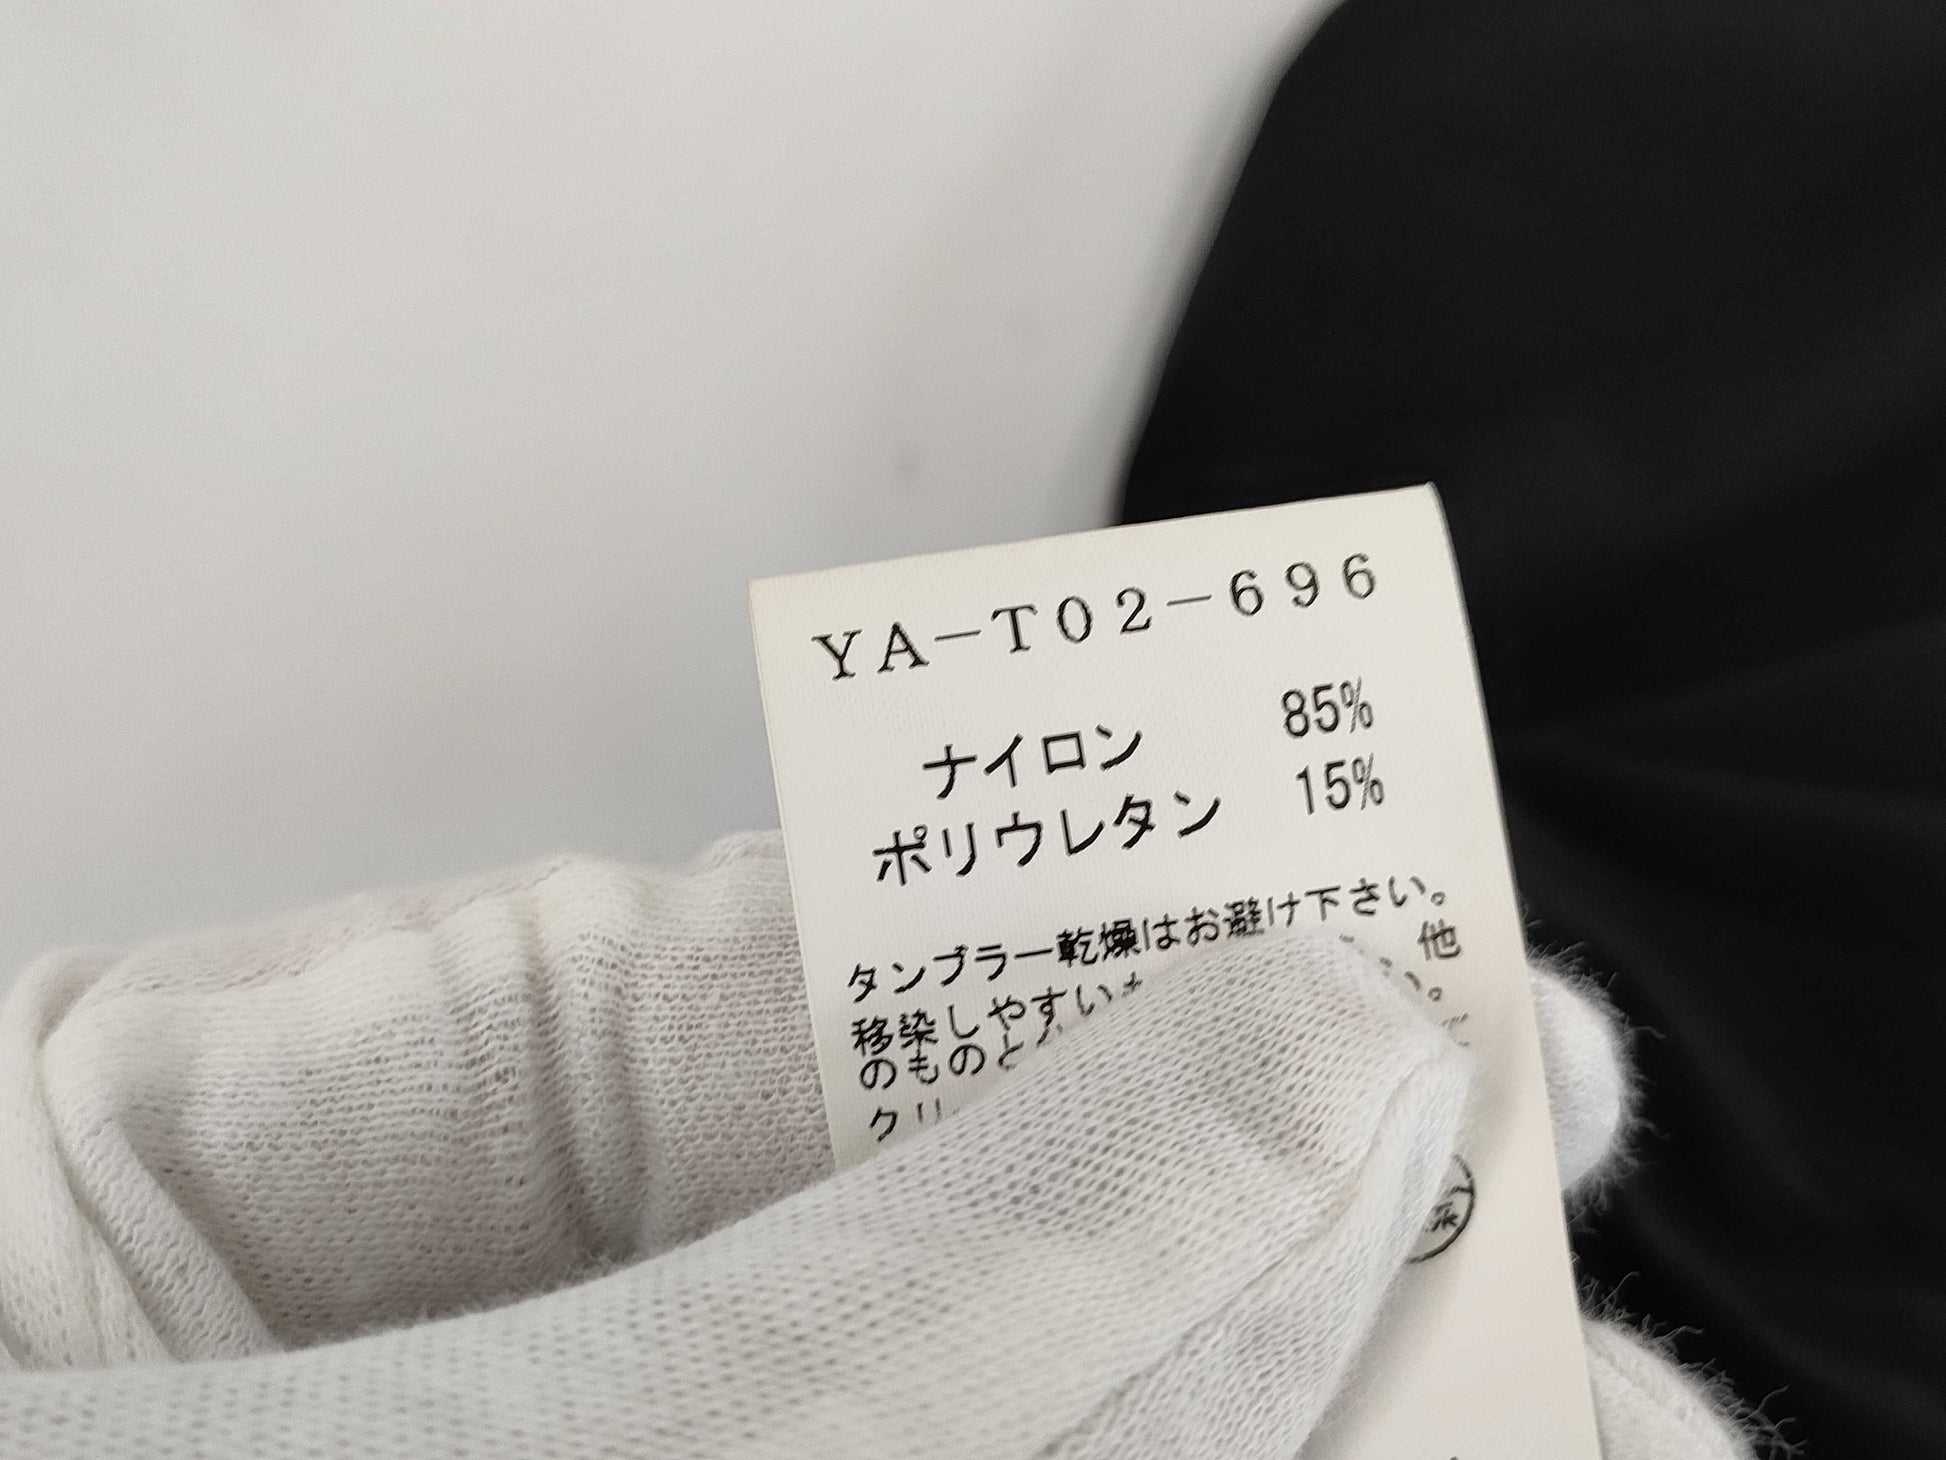 YA-T02-696
ナイロン 85%
ポリウレタン 15%
タンブラー乾燥はお避け下さい。
移染しやすい 他
のものと い。
クリ